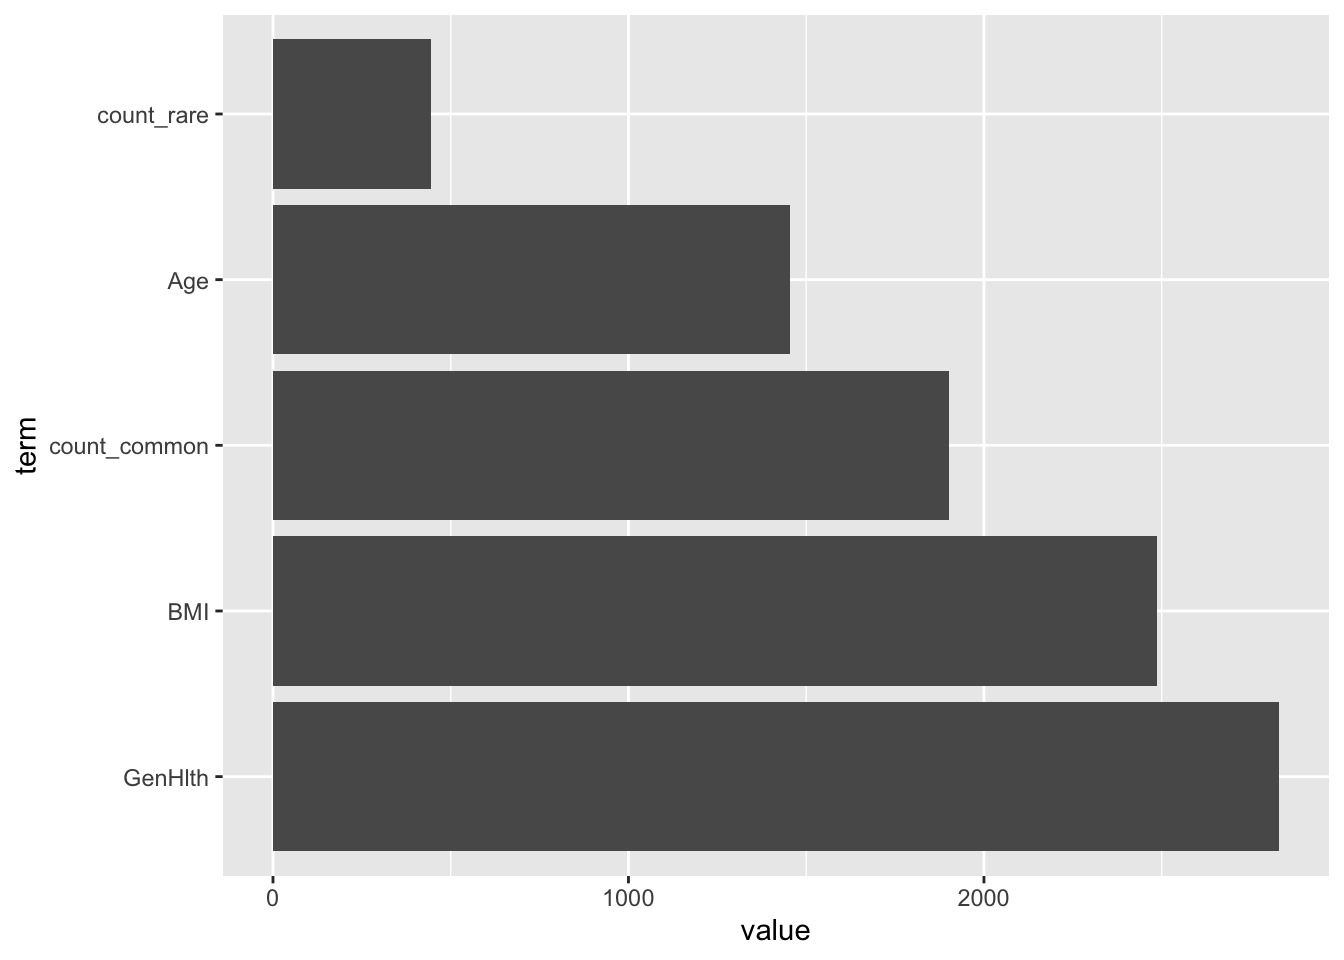 count_rare
Age
count_common
BMI
GenHlth
term
0 1000 2000
value